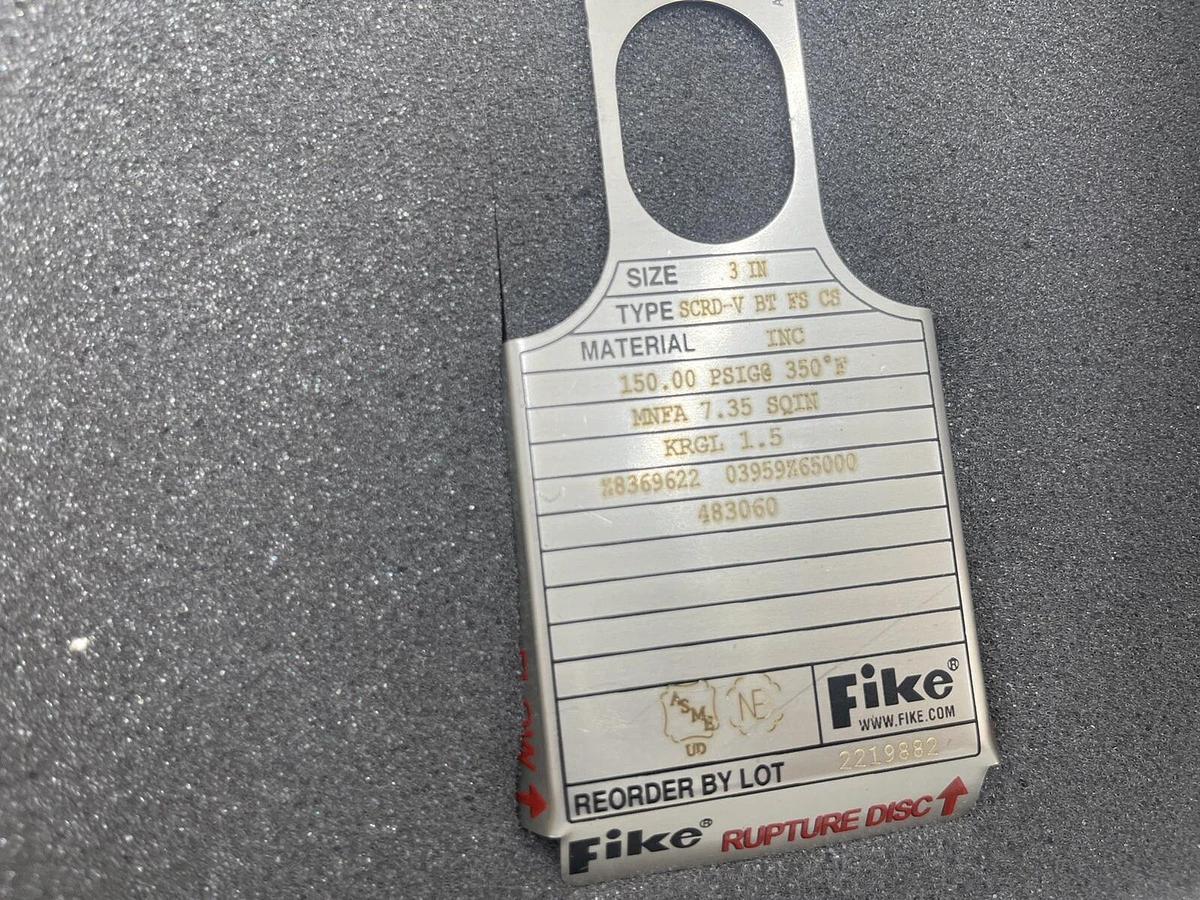 SIZE 3 IN
TYPE SCRD-V BT FS CS
MATERIAL INC
150.00 PSIG@ 350°F
MNFA 7.35 SQIN
KRGL 1.5
%8369622 03959%65000
483060
ASME
UD
NE
Fike®
WWW.FIKE.COM
REORDER BY LOT 2219882
Fike® RUPTURE DISC